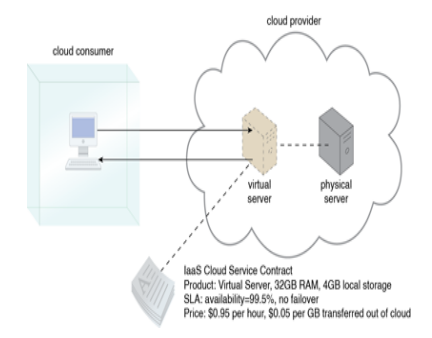 cloud provider
cloud consumer
virtual
server
physical
server
A
IaaS Cloud Service Contract
Product: Virtual Server, 32GB RAM, 4GB local storage
SLA: availability=99.5%, no failover
Price: $0.95 per hour, $0.05 per GB transferred out of cloud